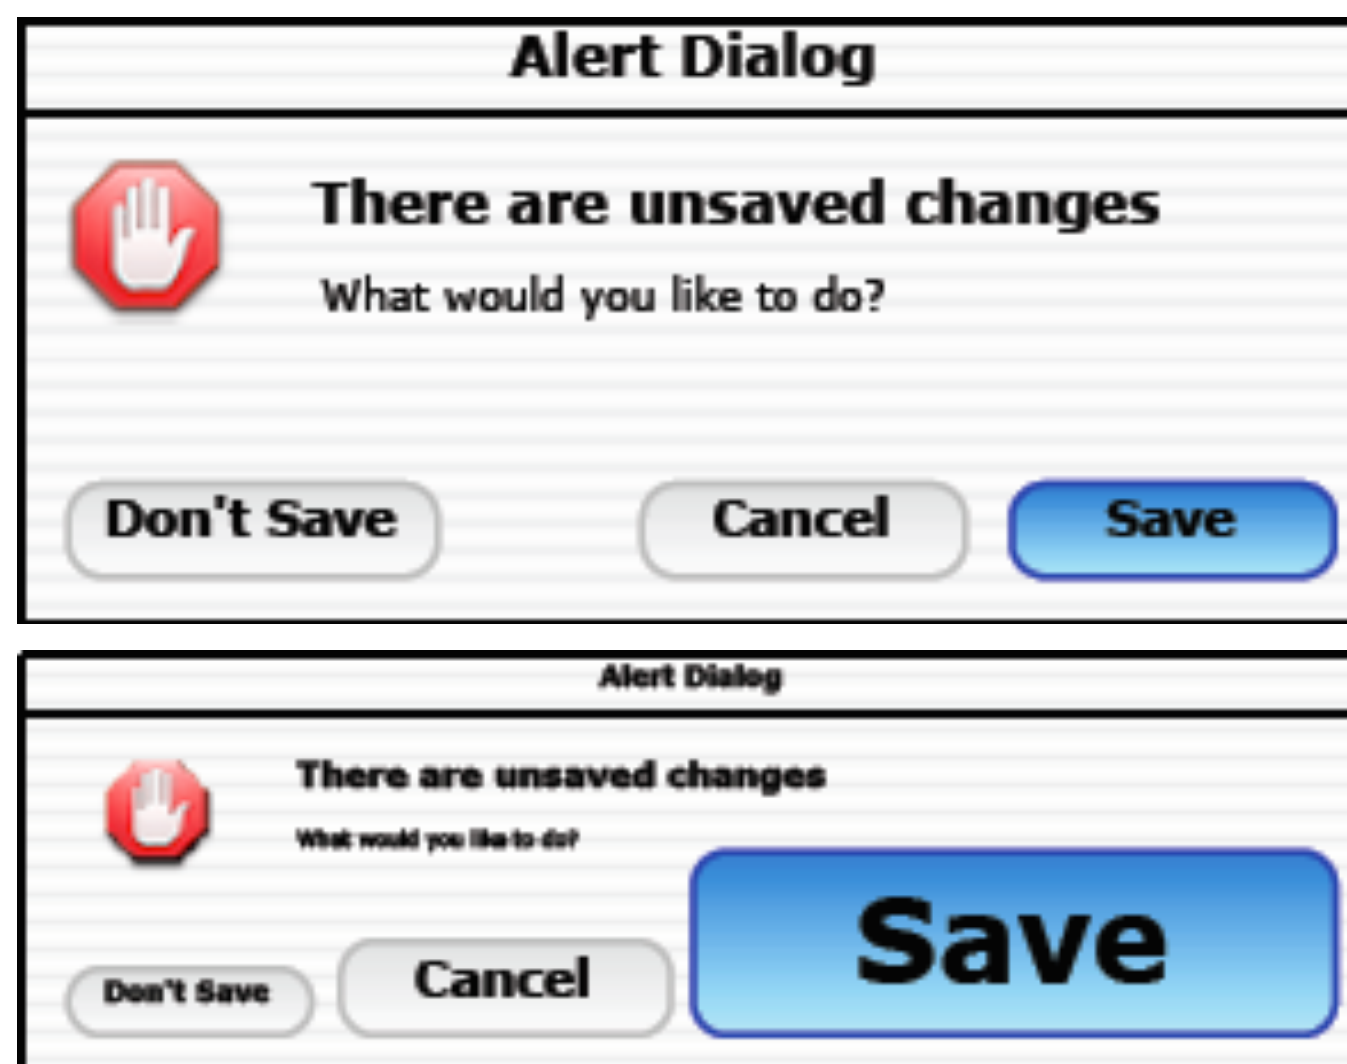 Alert Dialog
There are unsaved changes
What would you like to do?
Don't Save Cancel Save
Alert Dialog
There are unsaved changes
What would you like to do?
Don't Save Cancel Save